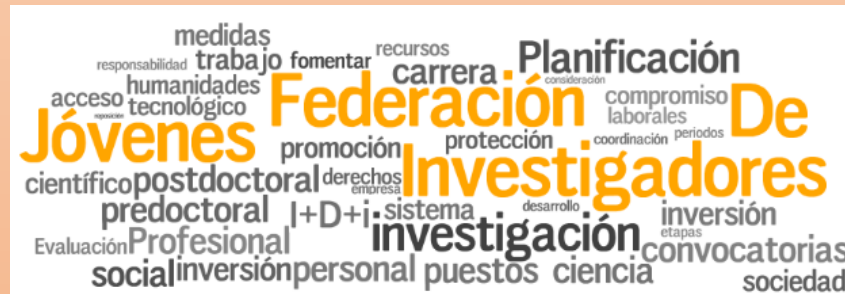 medidas
responsabilidad trabajo fomentar recursos Planificación
humanidades carrera consideración
acceso tecnológico Federación compromiso De
reposición laborales
Jóvenes promoción protección coordinación periodos
científico postdoctoral derechos Investigadores
empresa
predoctoral I+D+i sistema desarrollo inversión
Evaluación Profesional investigación etapas convocatorias
social inversión personal puestos ciencia sociedad